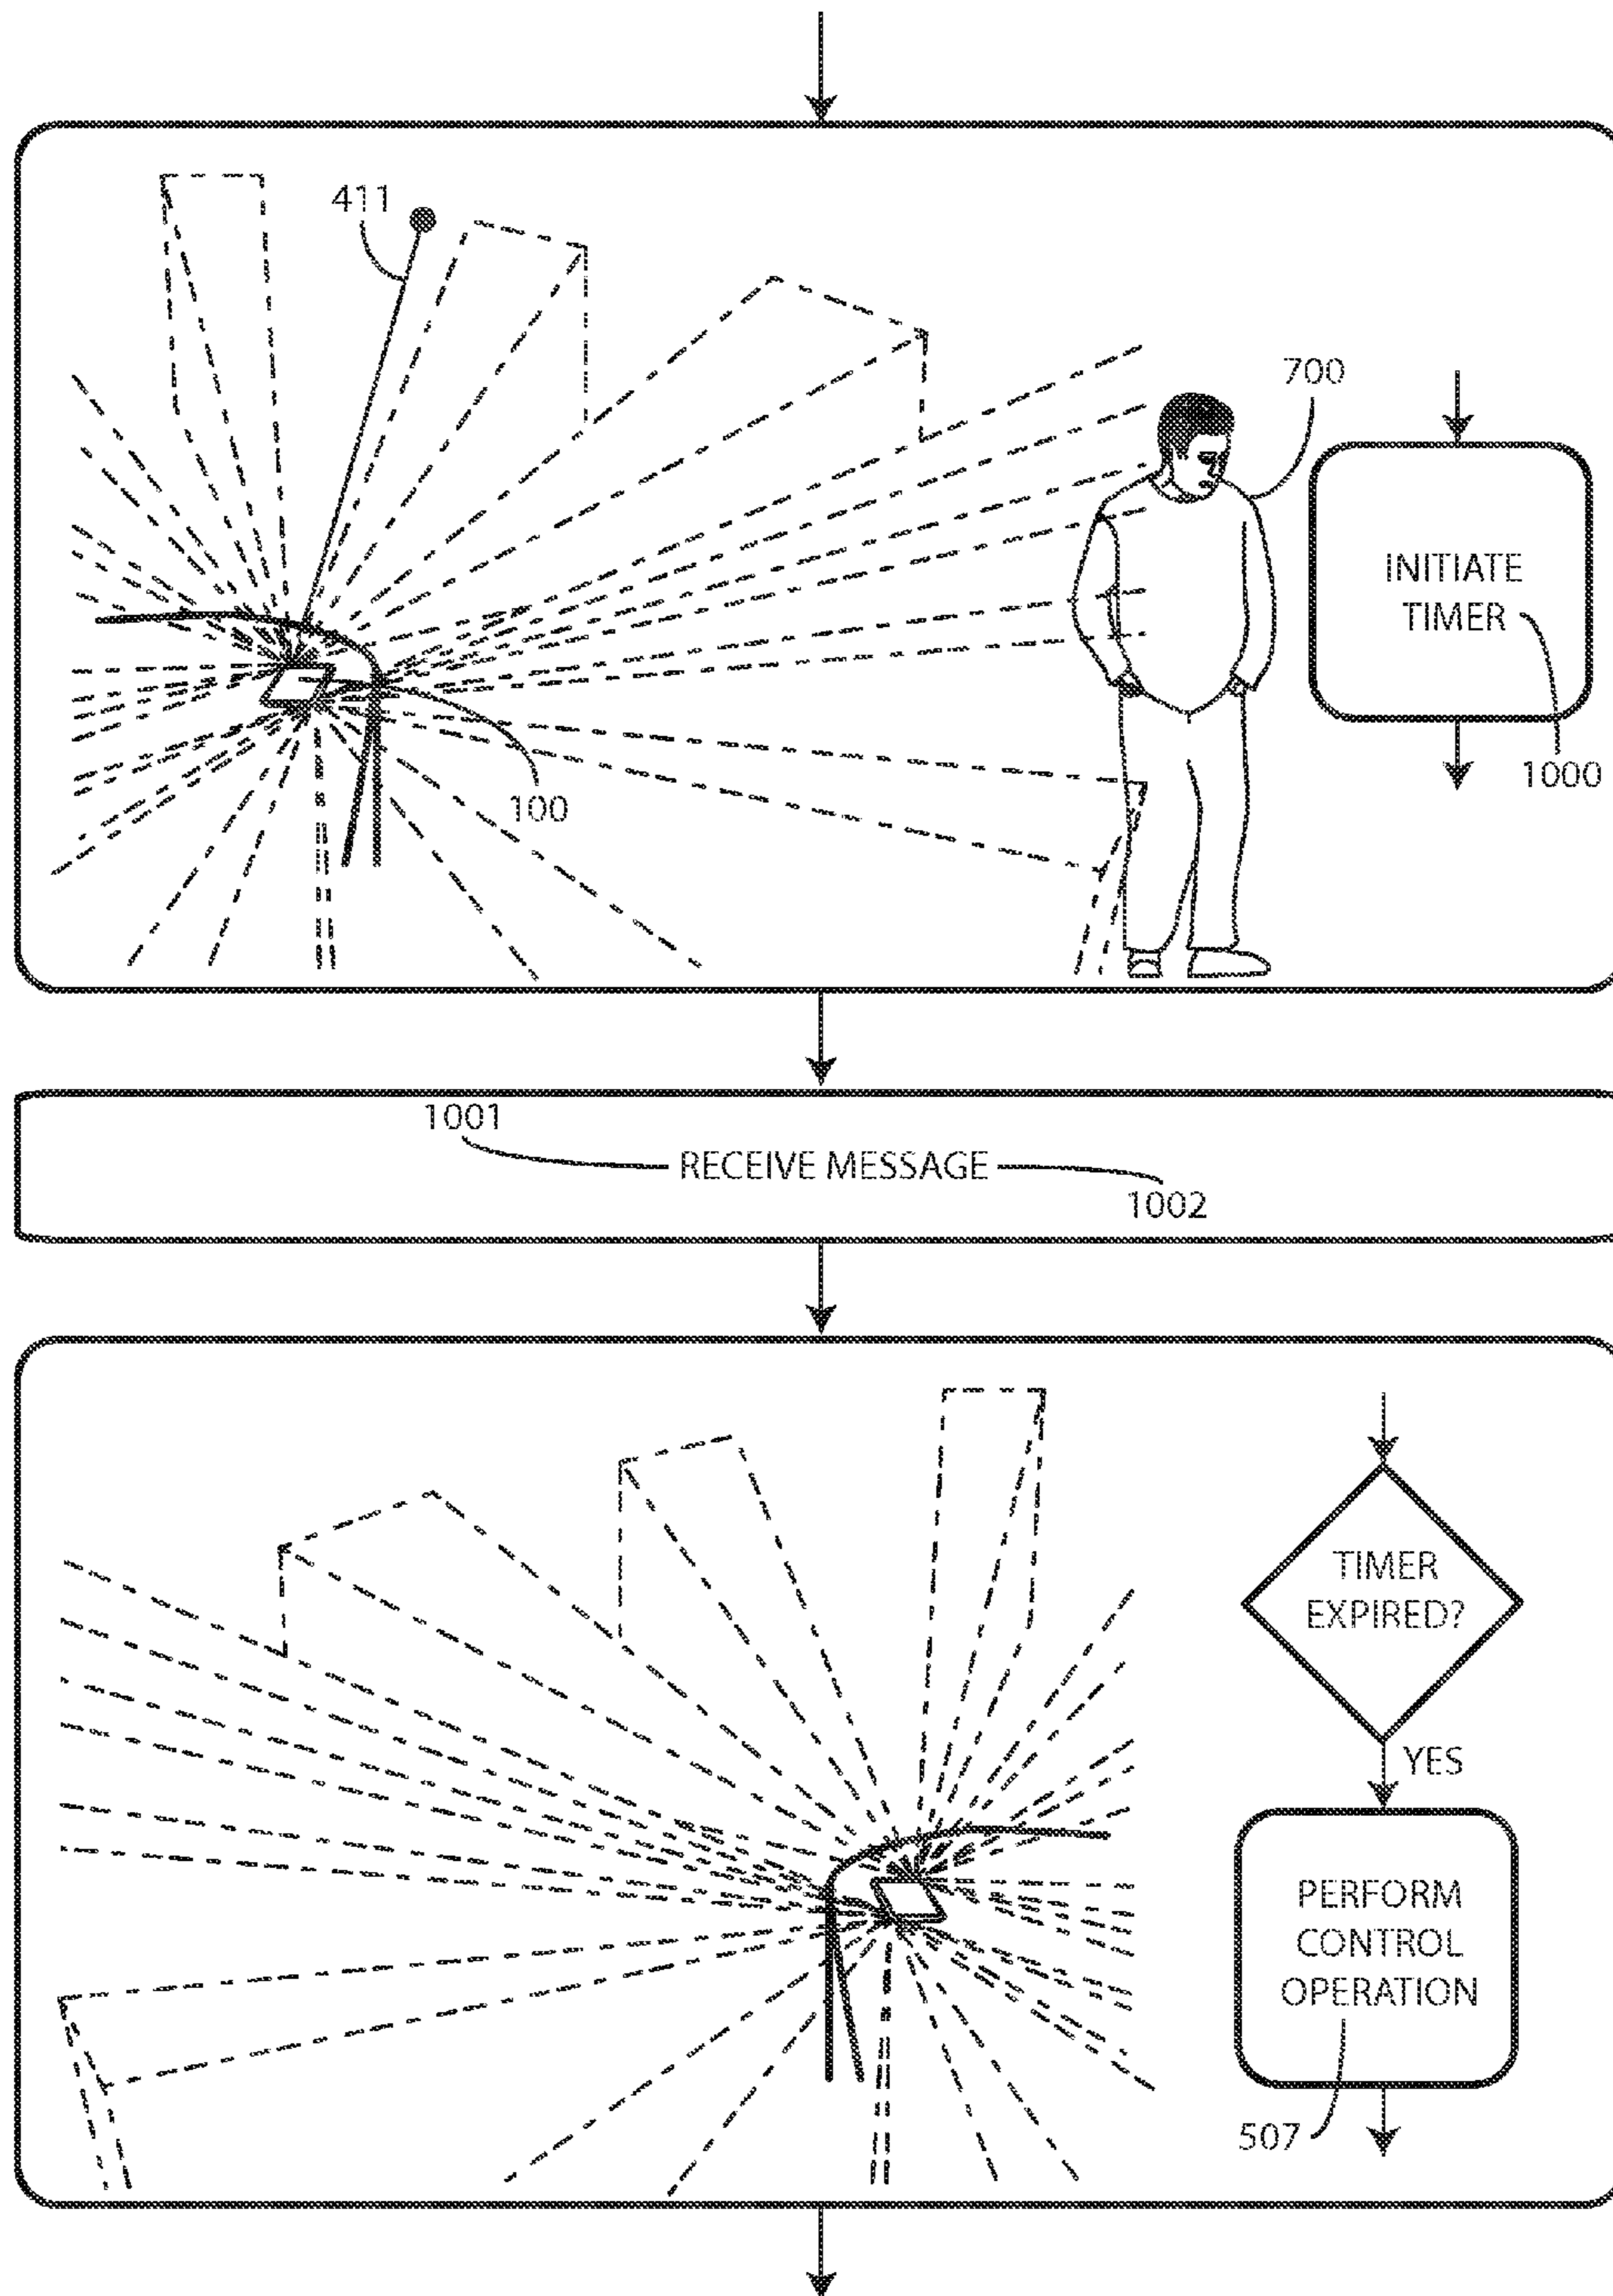 411
700
INITIATE
TIMER
1000
100
1001
RECEIVE MESSAGE
1002
TIMER
EXPIRED?
YES
PERFORM
CONTROL
OPERATION
507